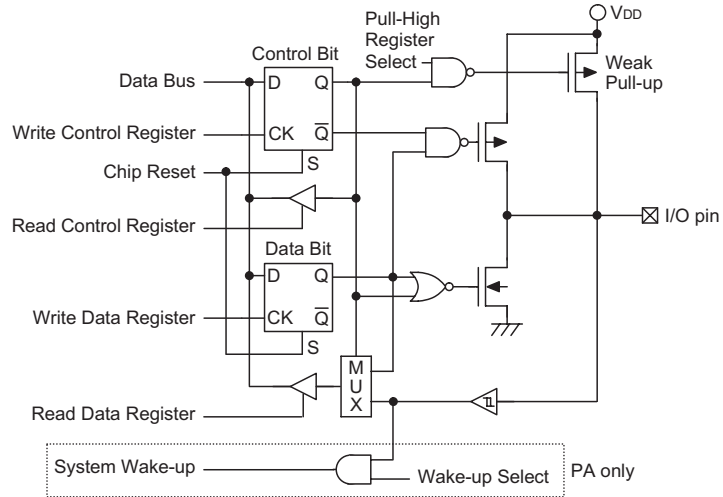 Pull-High
Register
Select
VDD
Weak
Pull-up
Control Bit
Data Bus
D
Q
Write Control Register
CK
Q
Chip Reset
S
Read Control Register
I/O pin
Data Bit
D
Q
Write Data Register
CK
Q
S
M
U
X
Read Data Register
System Wake-up
Wake-up Select
PA only